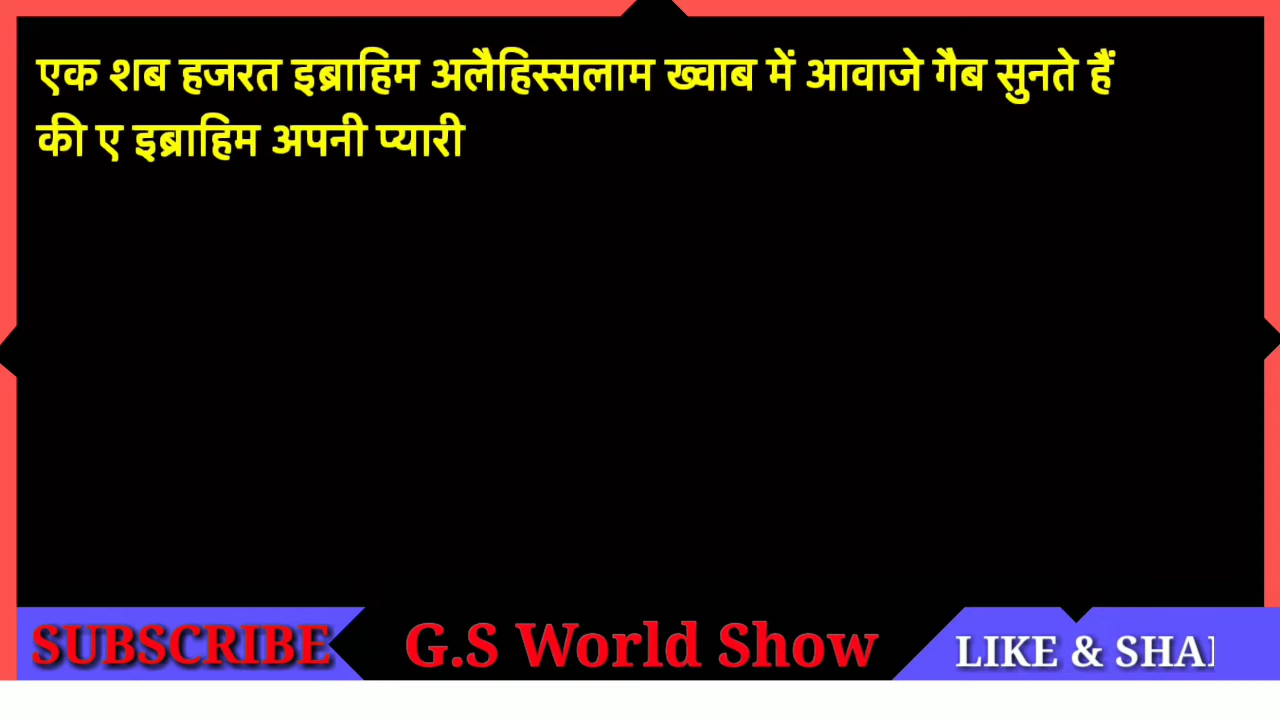 एक शब हजरत इब्राहिम अलैहिस्सलाम ख्वाब में आवाजे गैब सुनते हैं
की ए इब्राहिम अपनी प्यारी
SUBSCRIBE G.S World Show LIKE & SHA